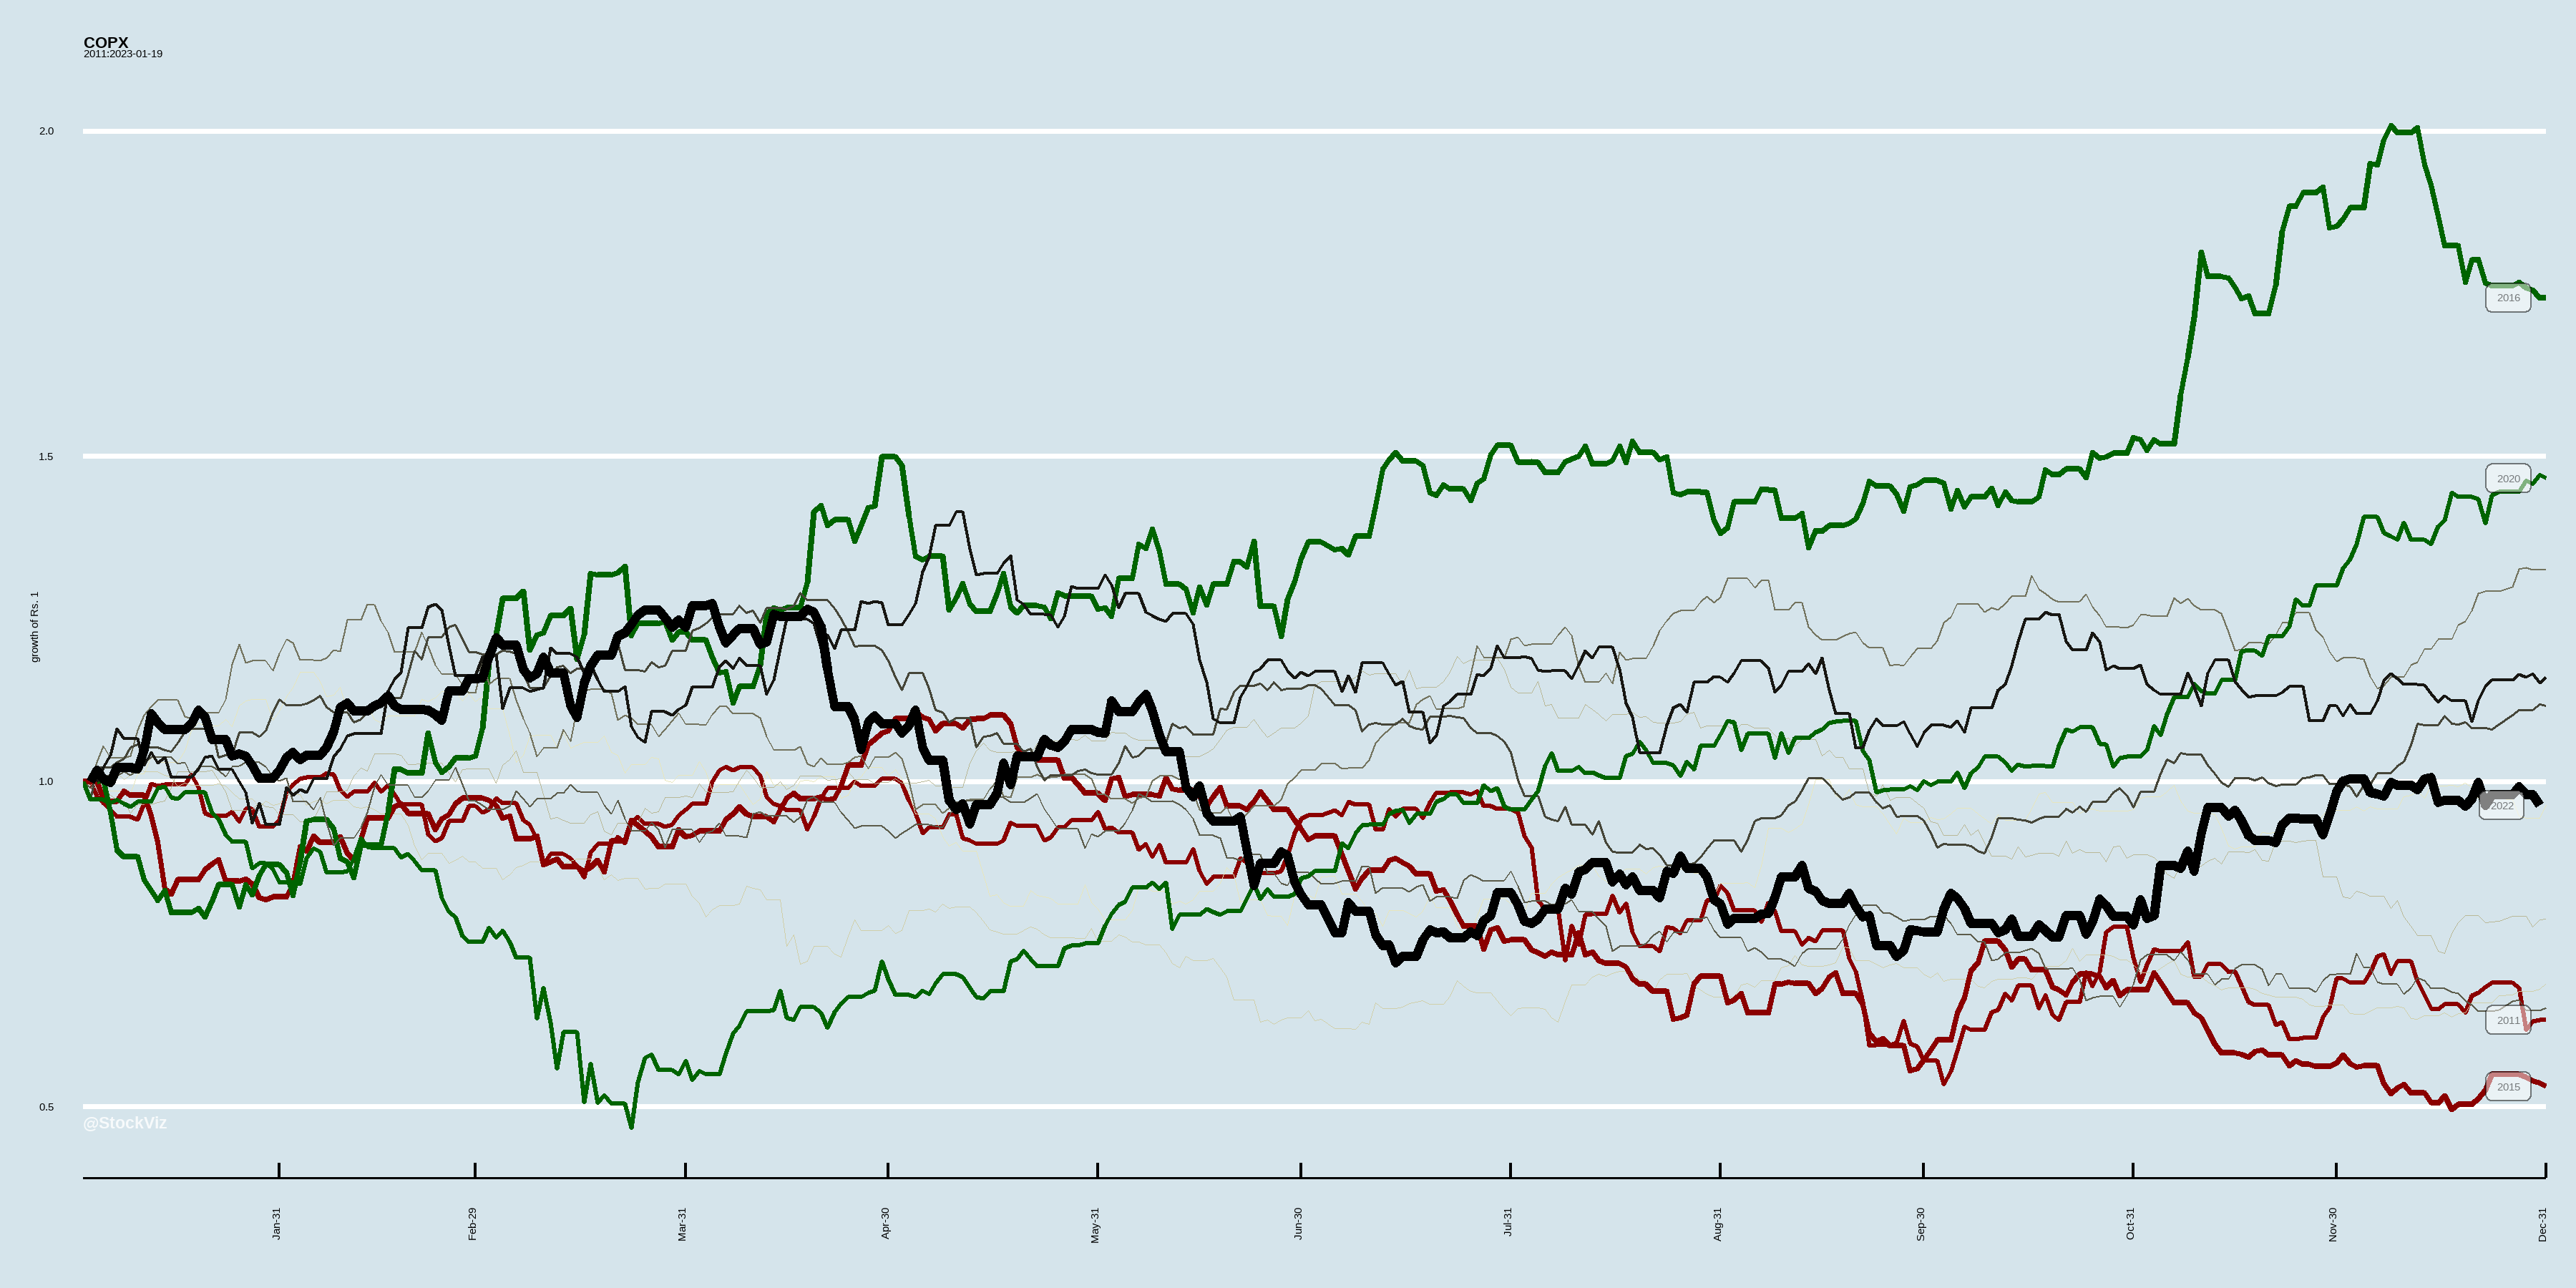 COPX
2011:2023-01-19
2.0
1.5
1.0
0.5
growth of Rs. 1
2016
2020
2022
2011
2015
@StockViz
Jan-31
Feb-29
Mar-31
Apr-30
May-31
Jun-30
Jul-31
Aug-31
Sep-30
Oct-31
Nov-30
Dec-31